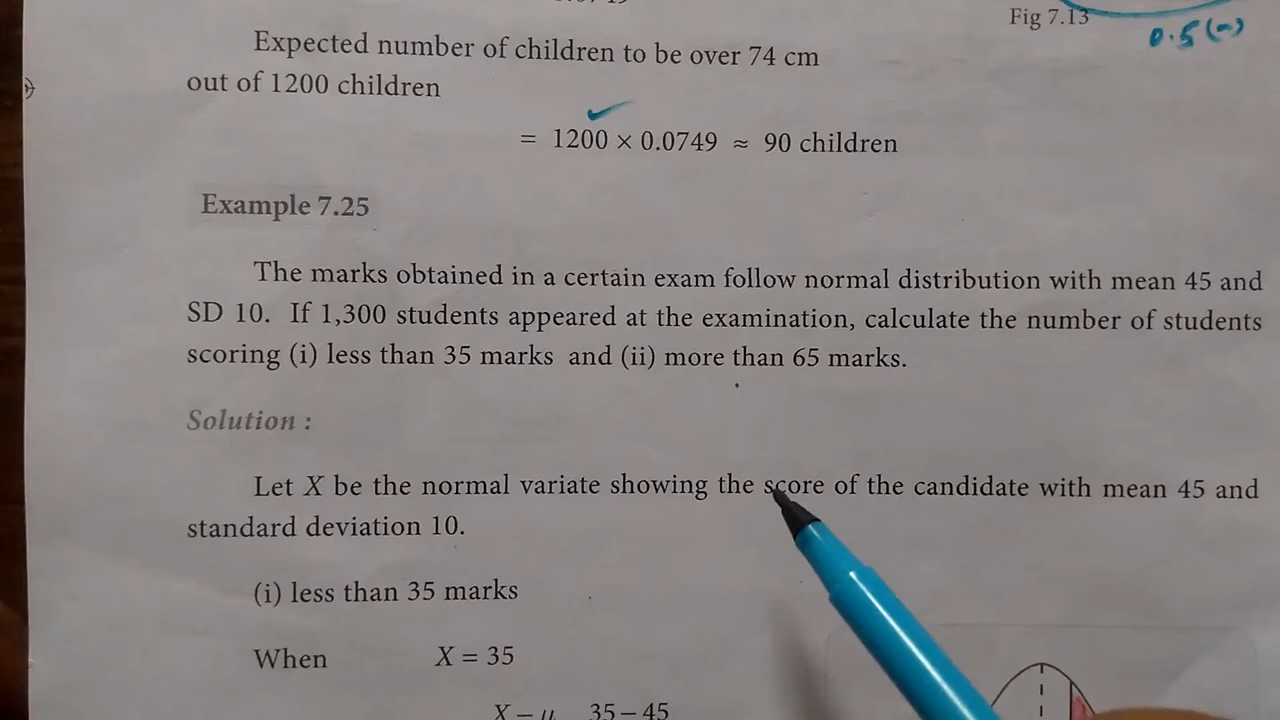 Fig 7.13
0.5(-)
Expected number of children to be over 74 cm
out of 1200 children
= 1200 × 0.0749 ≈ 90 children
Example 7.25
The marks obtained in a certain exam follow normal distribution with mean 45 and
SD 10. If 1,300 students appeared at the examination, calculate the number of students
scoring (i) less than 35 marks and (ii) more than 65 marks.
Solution :
Let X be the normal variate showing the score of the candidate with mean 45 and
standard deviation 10.
(i) less than 35 marks
When X = 35
X – μ 35 – 45